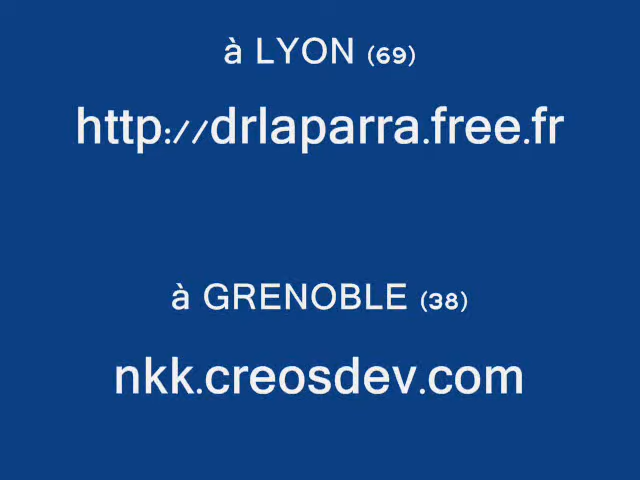 à LYON (69)
http://drlaparra.free.fr
à GRENOBLE (38)
nkk.creosdev.com